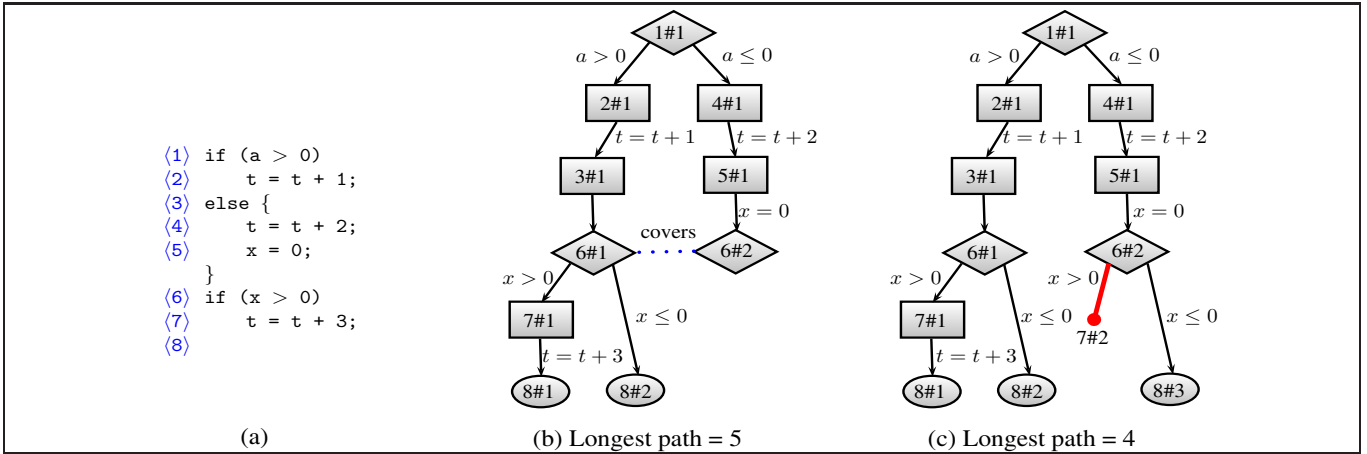 ⟨1⟩ if (a > 0)
⟨2⟩ t = t + 1;
⟨3⟩ else {
⟨4⟩ t = t + 2;
⟨5⟩ x = 0;
}
⟨6⟩ if (x > 0)
⟨7⟩ t = t + 3;
⟨8⟩
(a)
1#1
a > 0
a ≤ 0
2#1
4#1
t = t + 1
t = t + 2
3#1
5#1
x = 0
covers
6#1
6#2
x > 0
7#1
x ≤ 0
t = t + 3
8#1
8#2
(b) Longest path = 5
1#1
a > 0
a ≤ 0
2#1
4#1
t = t + 1
t = t + 2
3#1
5#1
x = 0
6#1
6#2
x > 0
x > 0
7#1
x ≤ 0
7#2
x ≤ 0
t = t + 3
8#1
8#2
8#3
(c) Longest path = 4